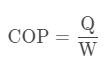 COP = Q/W